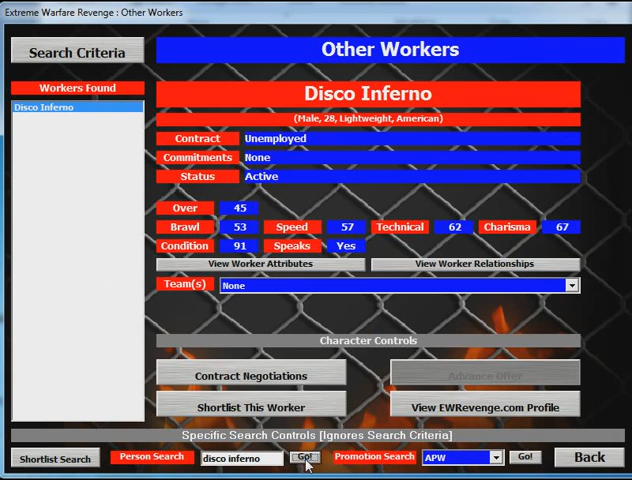 Extreme Warfare Revenge : Other Workers
Search Criteria
Other Workers
Workers Found
Disco Inferno
Disco Inferno
(Male, 28, Lightweight, American)
Contract Unemployed
Commitments None
Status Active
Over 45
Brawl 53 Speed 57 Technical 62 Charisma 67
Condition 91 Speaks Yes
View Worker Attributes View Worker Relationships
Team(s) None
Character Controls
Contract Negotiations Advance Offer
Shortlist This Worker View EWRevenge.com Profile
Specific Search Controls [Ignores Search Criteria]
Shortlist Search Person Search disco inferno Go! Promotion Search APW Go! Back